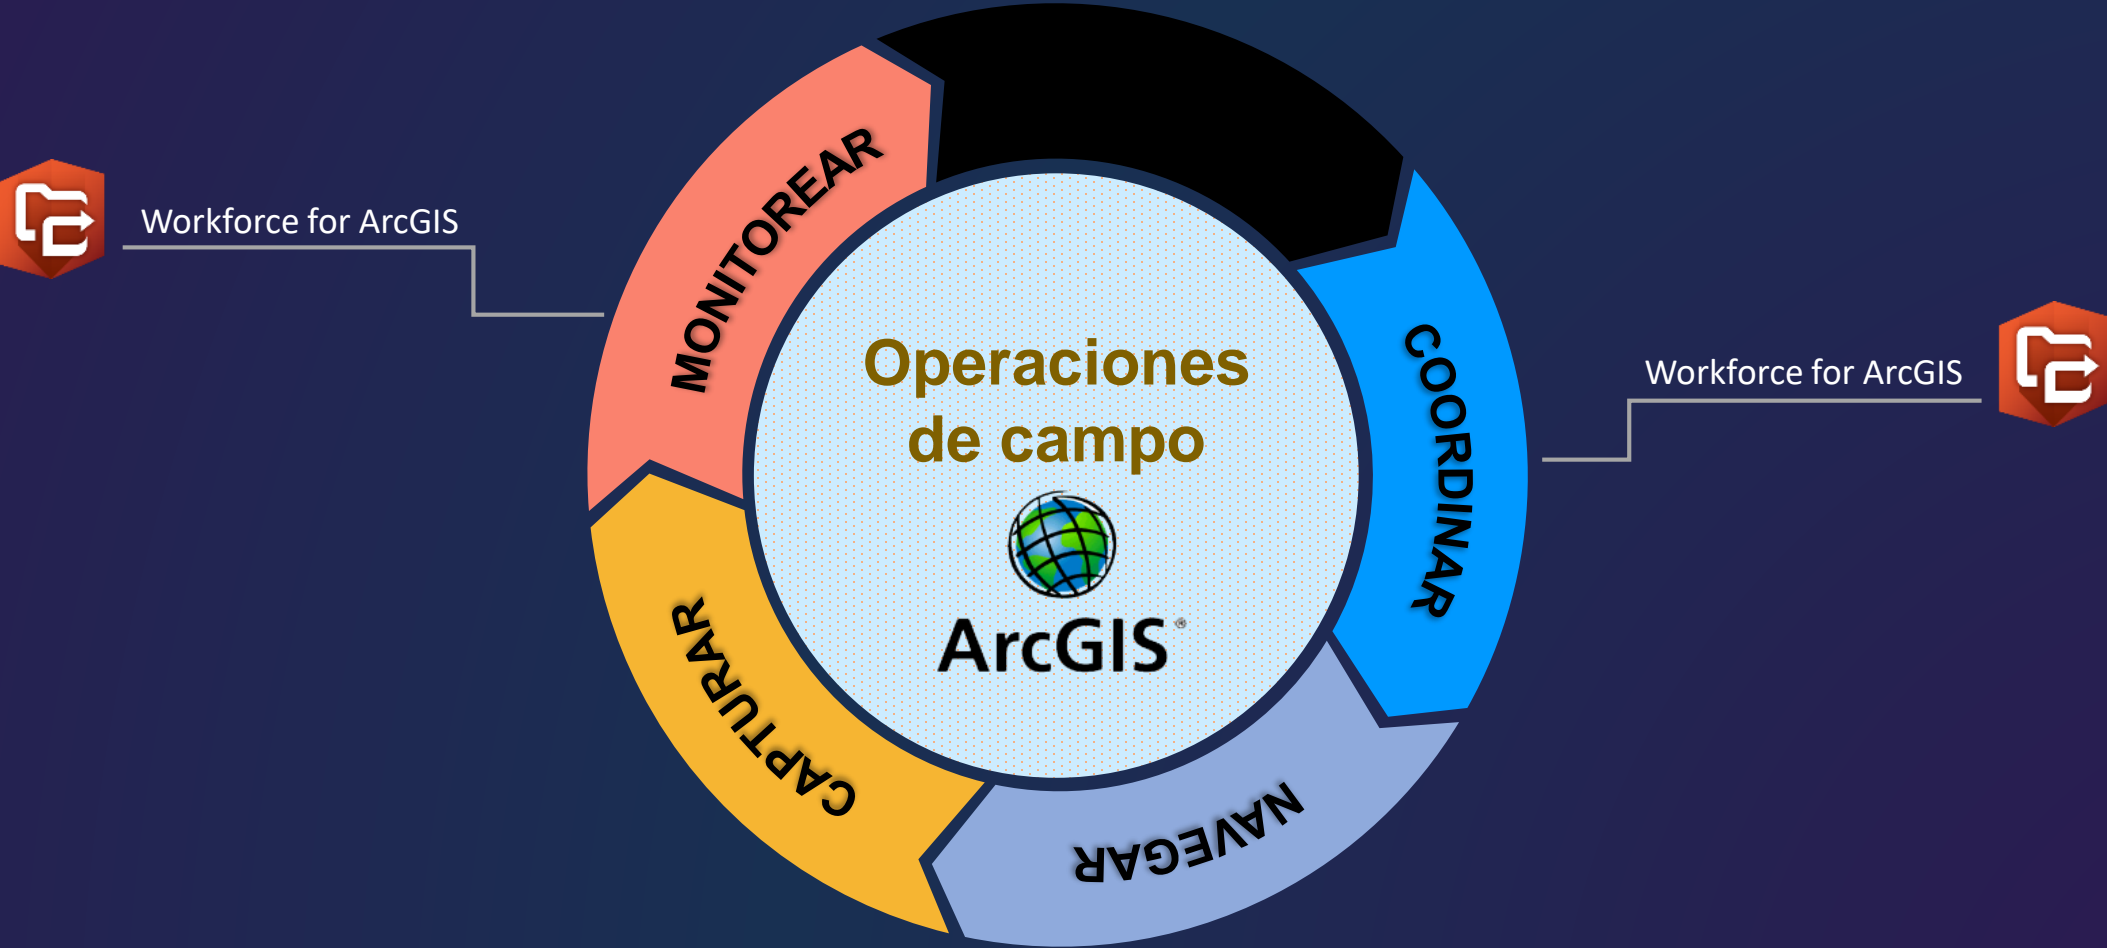 MONITOREAR
Workforce for ArcGIS
Operaciones
de campo
ArcGIS®
COORDINAR
Workforce for ArcGIS
CAPTURAR
NAVEGAR